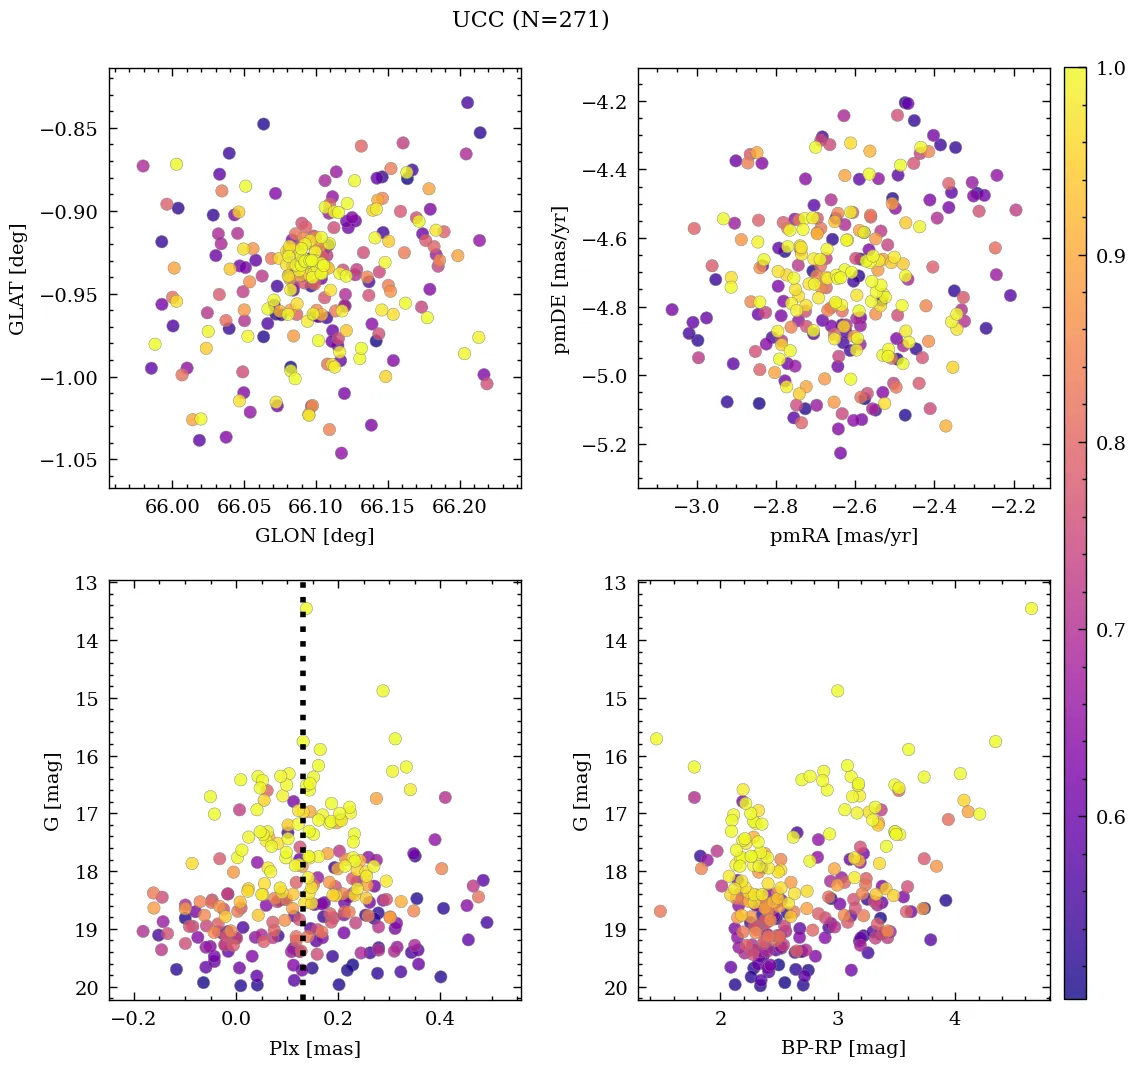 UCC (N=271)
−0.85
−0.90
−0.95
−1.00
−1.05
GLAT [deg]
66.00 66.05 66.10 66.15 66.20
GLON [deg]
−4.2
−4.4
−4.6
−4.8
−5.0
−5.2
pmDE [mas/yr]
−3.0 −2.8 −2.6 −2.4 −2.2
pmRA [mas/yr]
1.0
0.9
0.8
0.7
0.6
13
14
15
16
17
18
19
20
G [mag]
−0.2 0.0 0.2 0.4
Plx [mas]
13
14
15
16
17
18
19
20
G [mag]
2 3 4
BP-RP [mag]